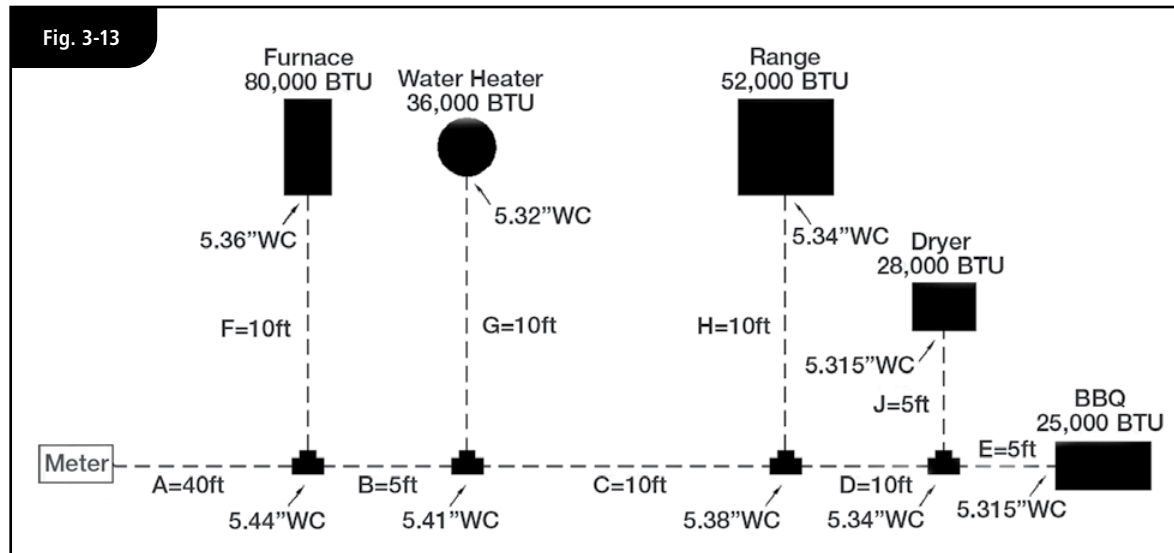 Fig. 3-13
Furnace
80,000 BTU
Water Heater
36,000 BTU
Range
52,000 BTU
5.36”WC
5.32”WC
5.34”WC
Dryer
28,000 BTU
F=10ft
G=10ft
H=10ft
5.315”WC
J=5ft
BBQ
25,000 BTU
Meter
A=40ft
B=5ft
C=10ft
D=10ft
E=5ft
5.44”WC
5.41”WC
5.38”WC
5.34”WC
5.315”WC